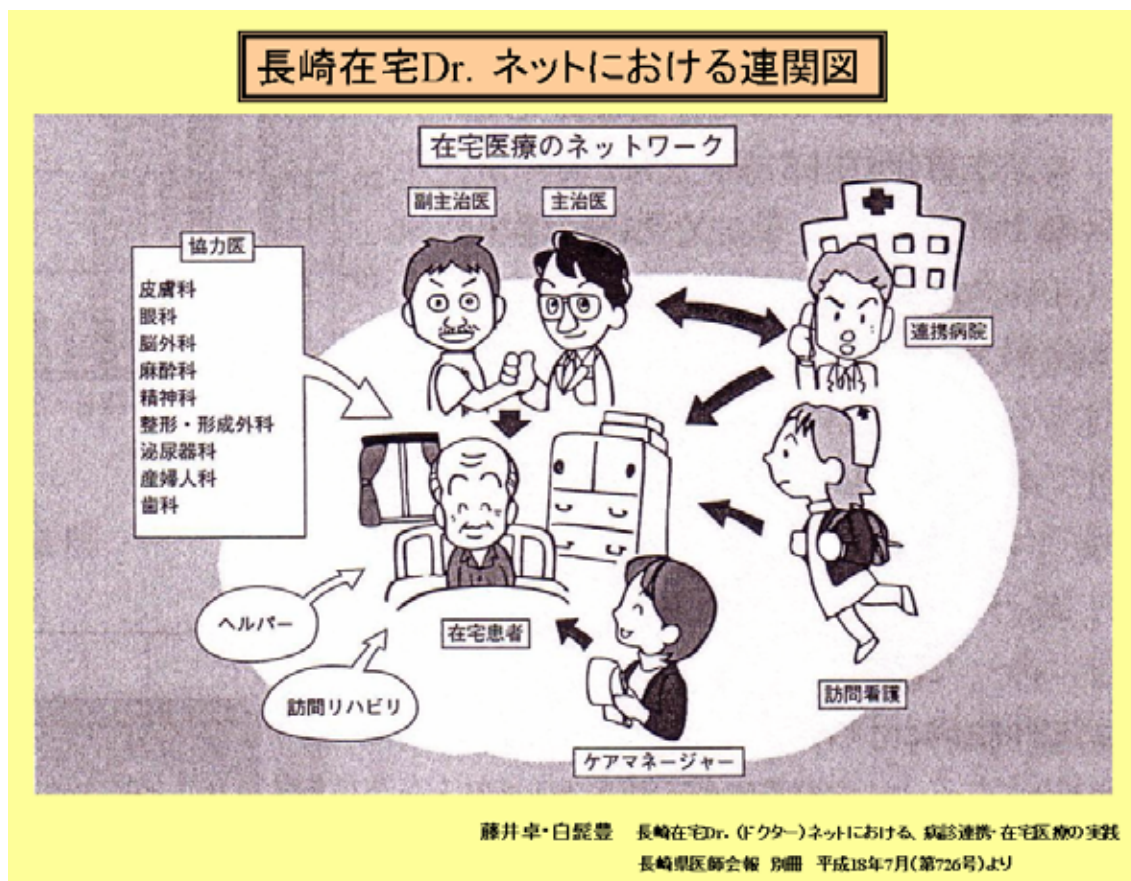 長崎在宅Dr. ネットにおける連関図
在宅医療のネットワーク
副主治医
主治医
協力医
皮膚科
眼科
脳外科
麻酔科
精神科
整形・形成外科
泌尿器科
産婦人科
歯科
連携病院
ヘルパー
在宅患者
訪問リハビリ
訪問看護
ケアマネージャー
藤井卓・白髭豊 長崎在宅Dr. (ドクター)ネットにおける、病診連携・在宅医療の実践
長崎県医師会報 別冊 平成18年7月(第726号)より